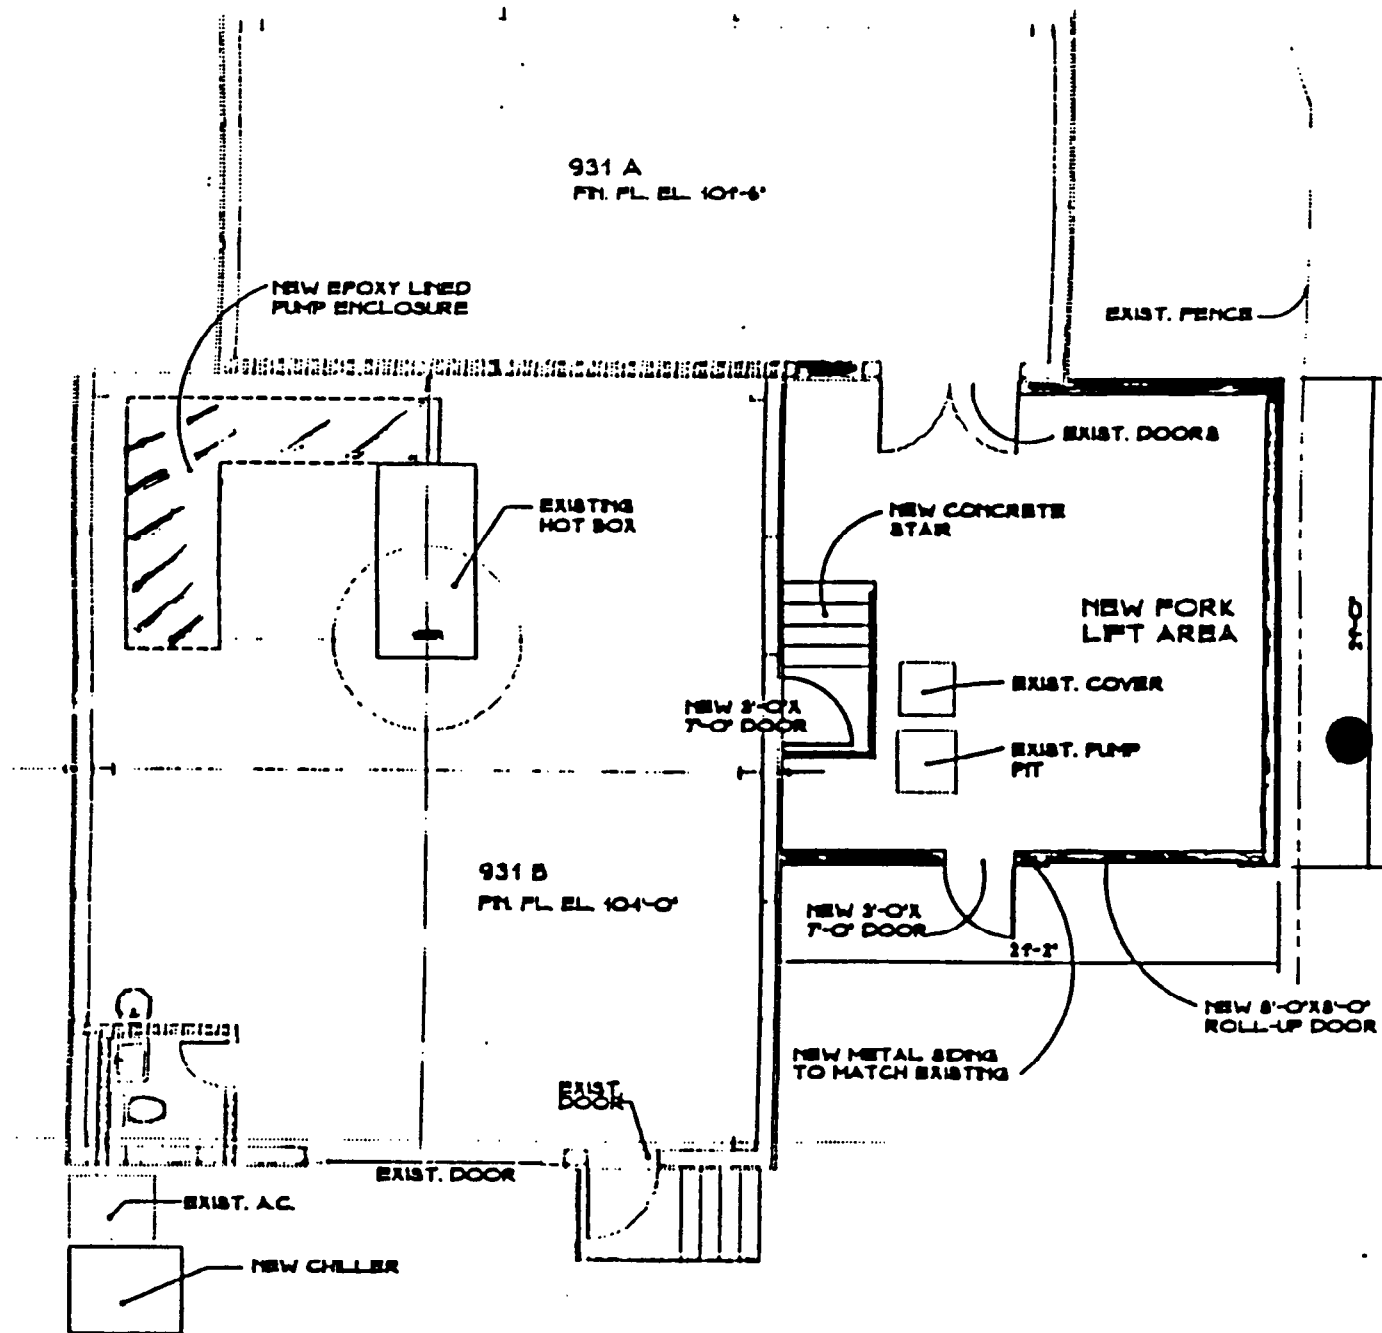 931 A
FIN. FL. EL. 101'-6"
NEW EPOXY LINED
PUMP ENCLOSURE
EXIST. FENCE
EXIST. DOORS
EXISTING
HOT BOX
NEW CONCRETE
STAIR
NEW FORK
LIFT AREA
EXIST. COVER
NEW 3'-0"X
7'-0" DOOR
EXIST. PUMP
PIT
931 B
FIN. FL. EL. 104'-0"
NEW 3'-0"X
7'-0" DOOR
21'-2"
NEW 8'-0"X8'-0"
ROLL-UP DOOR
NEW METAL SIDING
TO MATCH EXISTING
EXIST.
DOOR
EXIST. DOOR
EXIST. A.C.
NEW CHILLER